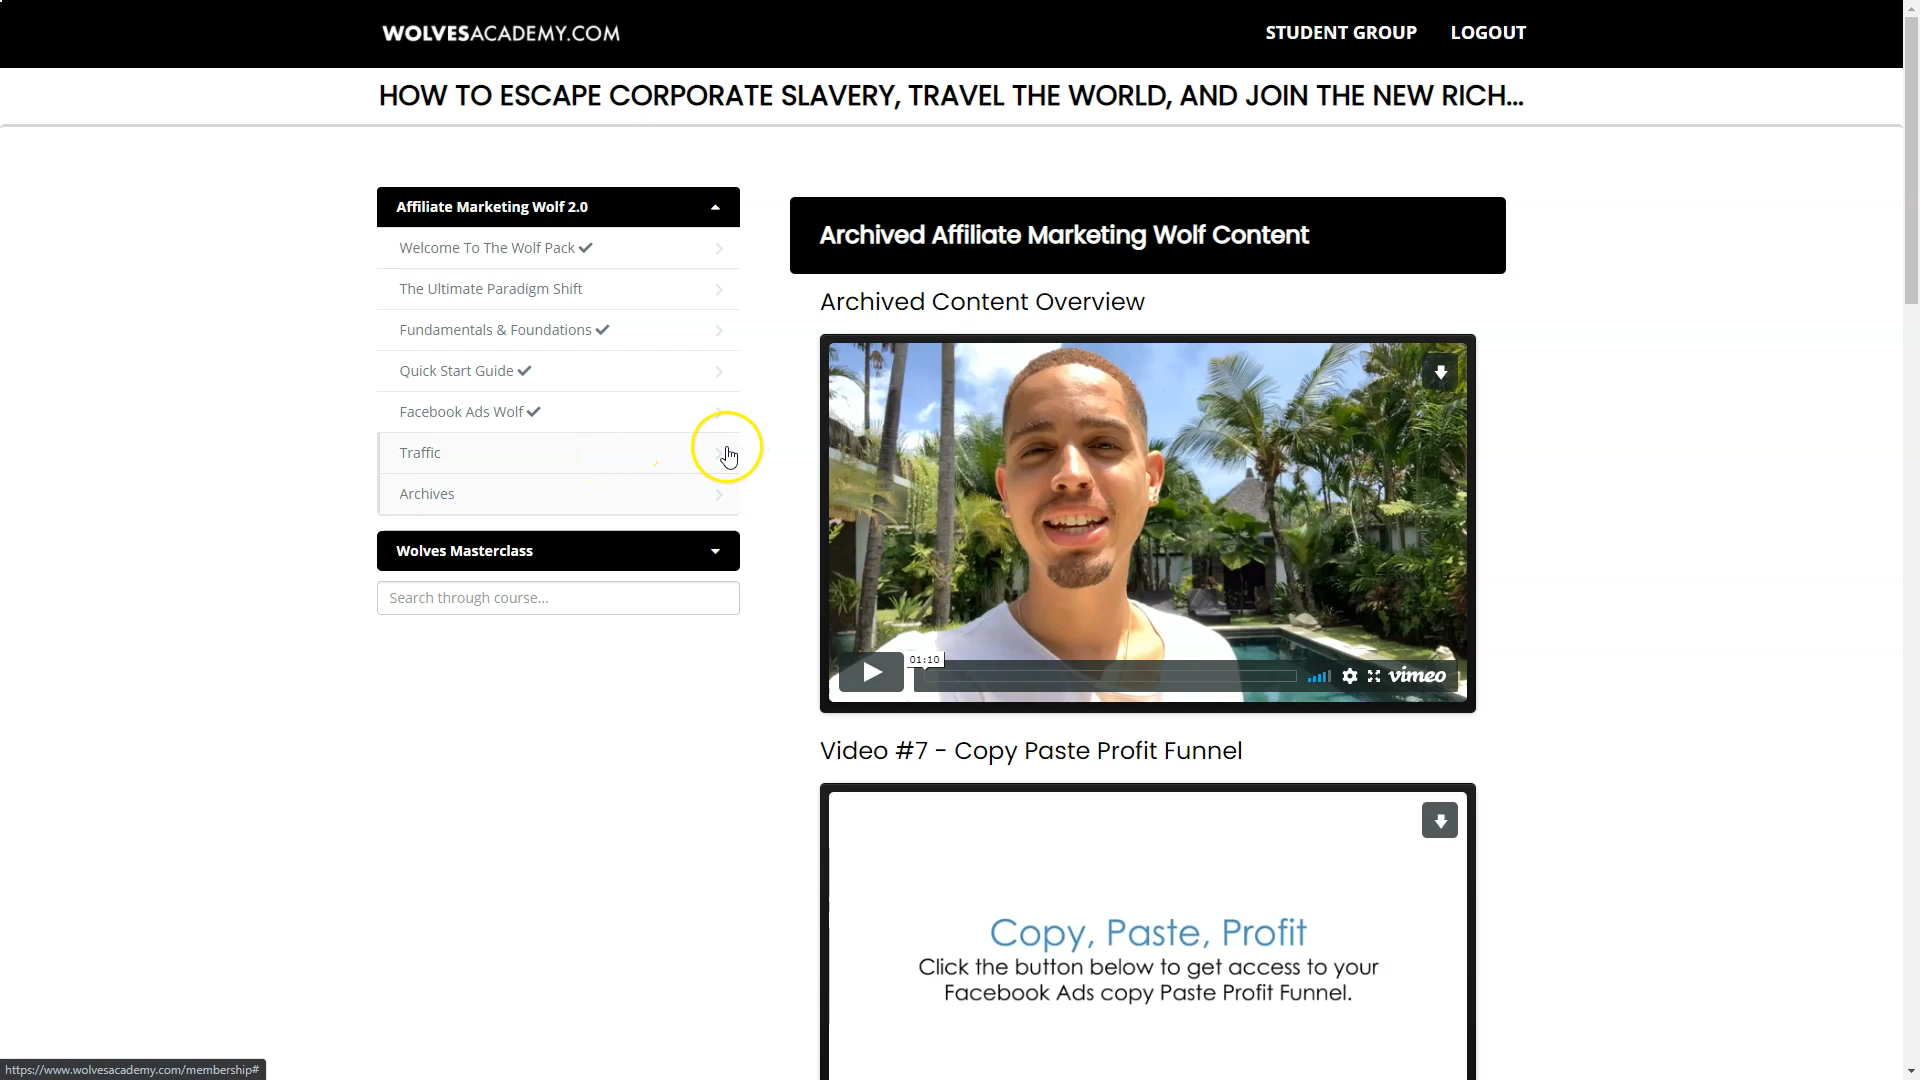 WOLVESACADEMY.COM
STUDENT GROUP
LOGOUT
HOW TO ESCAPE CORPORATE SLAVERY, TRAVEL THE WORLD, AND JOIN THE NEW RICH...
Affiliate Marketing Wolf 2.0
Welcome To The Wolf Pack
The Ultimate Paradigm Shift
Fundamentals & Foundations
Quick Start Guide
Facebook Ads Wolf
Traffic
Archives
Wolves Masterclass
Search through course...
Archived Affiliate Marketing Wolf Content
Archived Content Overview
01:10
vimeo
Video #7 - Copy Paste Profit Funnel
Copy, Paste, Profit
Click the button below to get access to your
Facebook Ads copy Paste Profit Funnel.
https://www.wolvesacademy.com/membership#